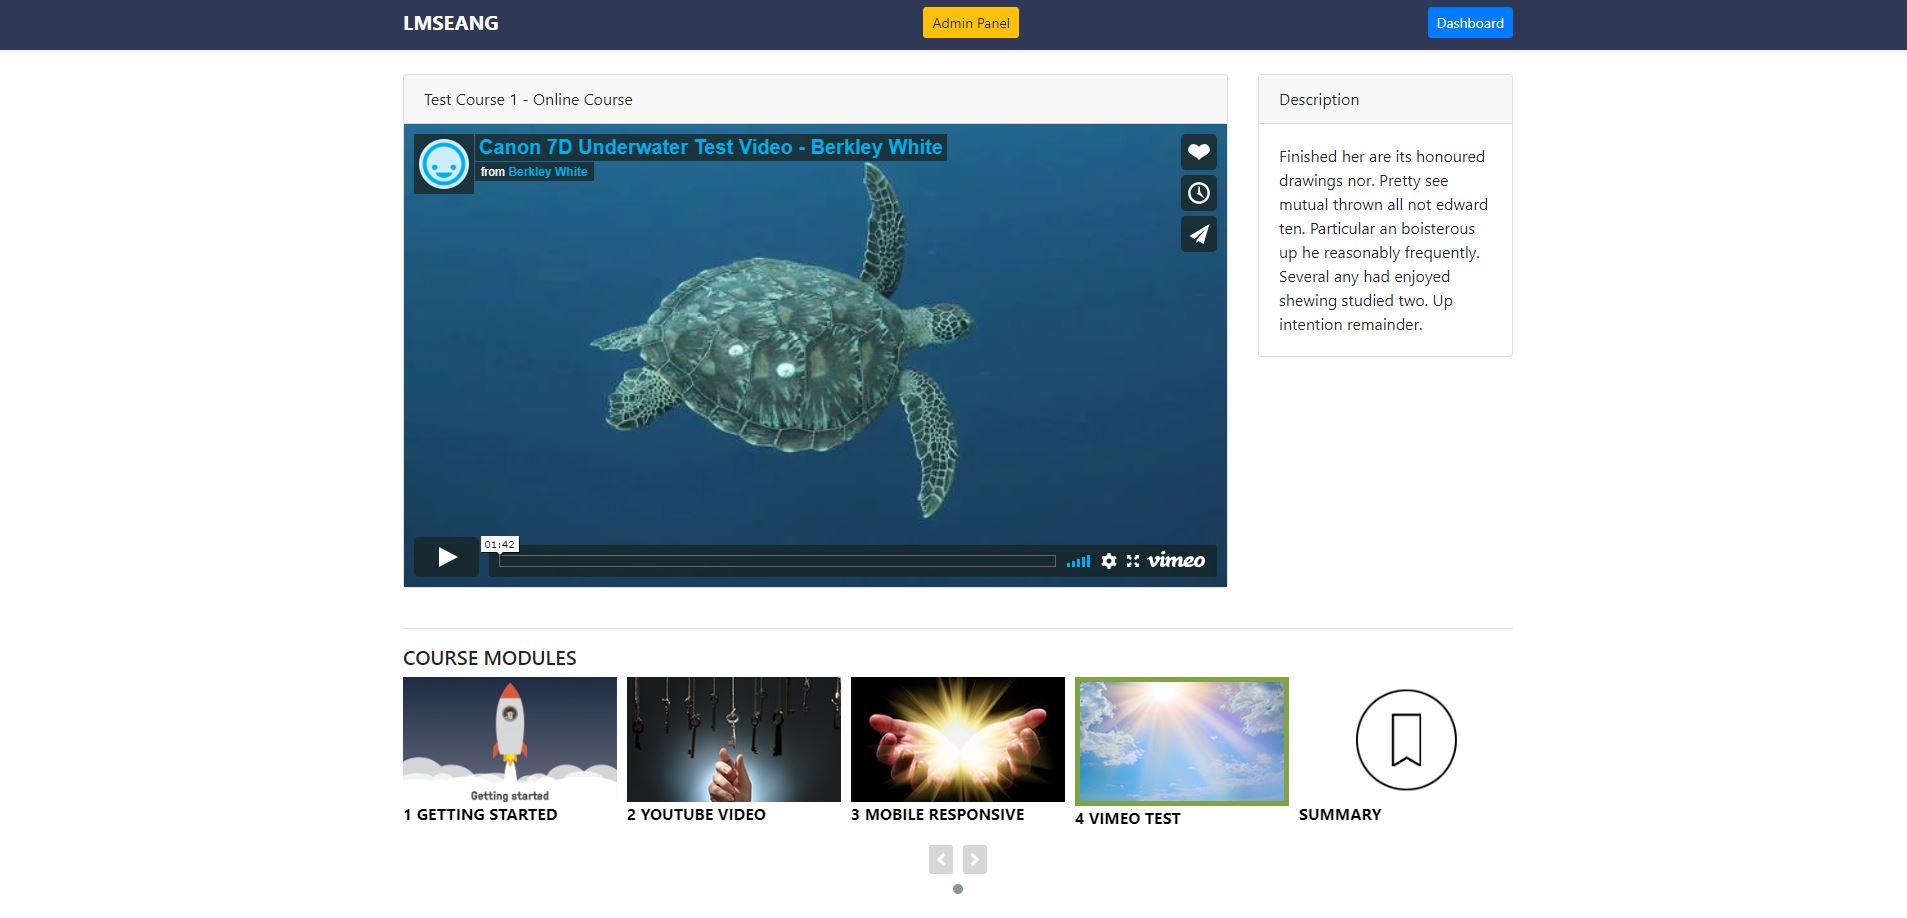 LMSEANG
Admin Panel
Dashboard
Test Course 1 - Online Course
Canon 7D Underwater Test Video - Berkley White
from Berkley White
01:42
vimeo
Description
Finished her are its honoured
drawings nor. Pretty see
mutual thrown all not edward
ten. Particular an boisterous
up he reasonably frequently.
Several any had enjoyed
shewing studied two. Up
intention remainder.
COURSE MODULES
Getting started
1 GETTING STARTED
2 YOUTUBE VIDEO
3 MOBILE RESPONSIVE
4 VIMEO TEST
SUMMARY